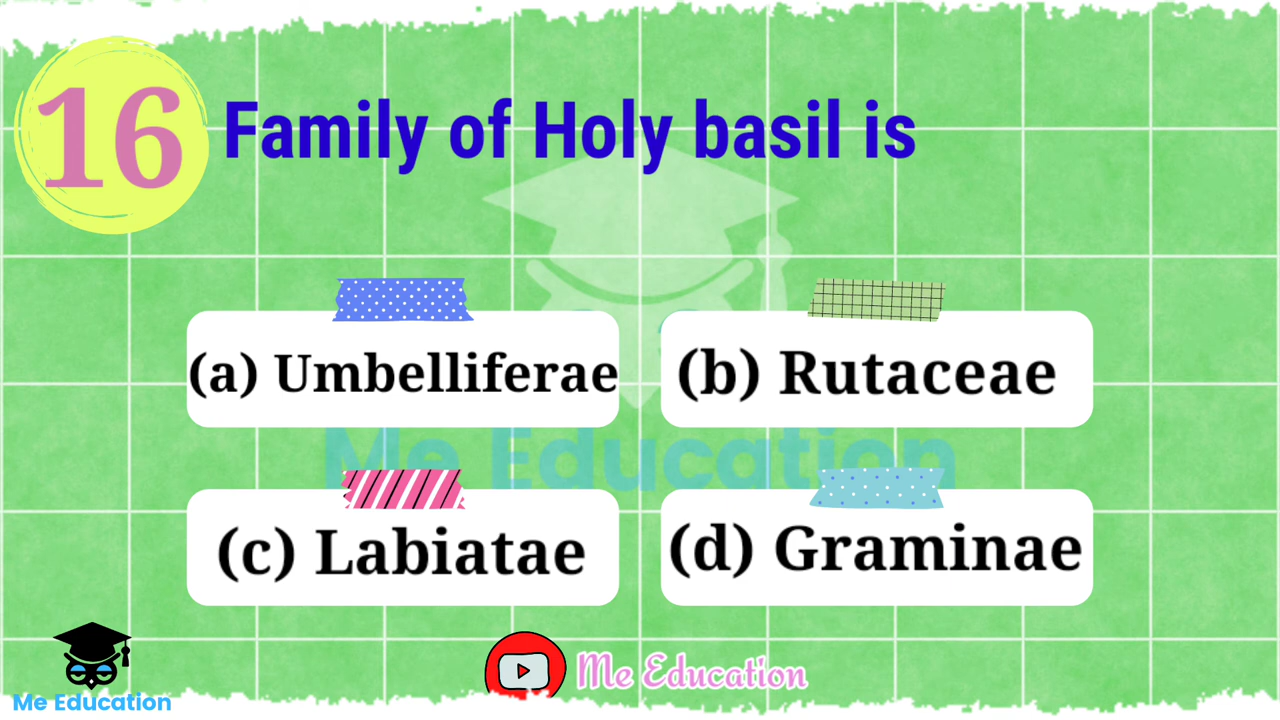 16 Family of Holy basil is
(a) Umbelliferae
(b) Rutaceae
Me Education
(c) Labiatae
(d) Graminae
Me Education
Me Education